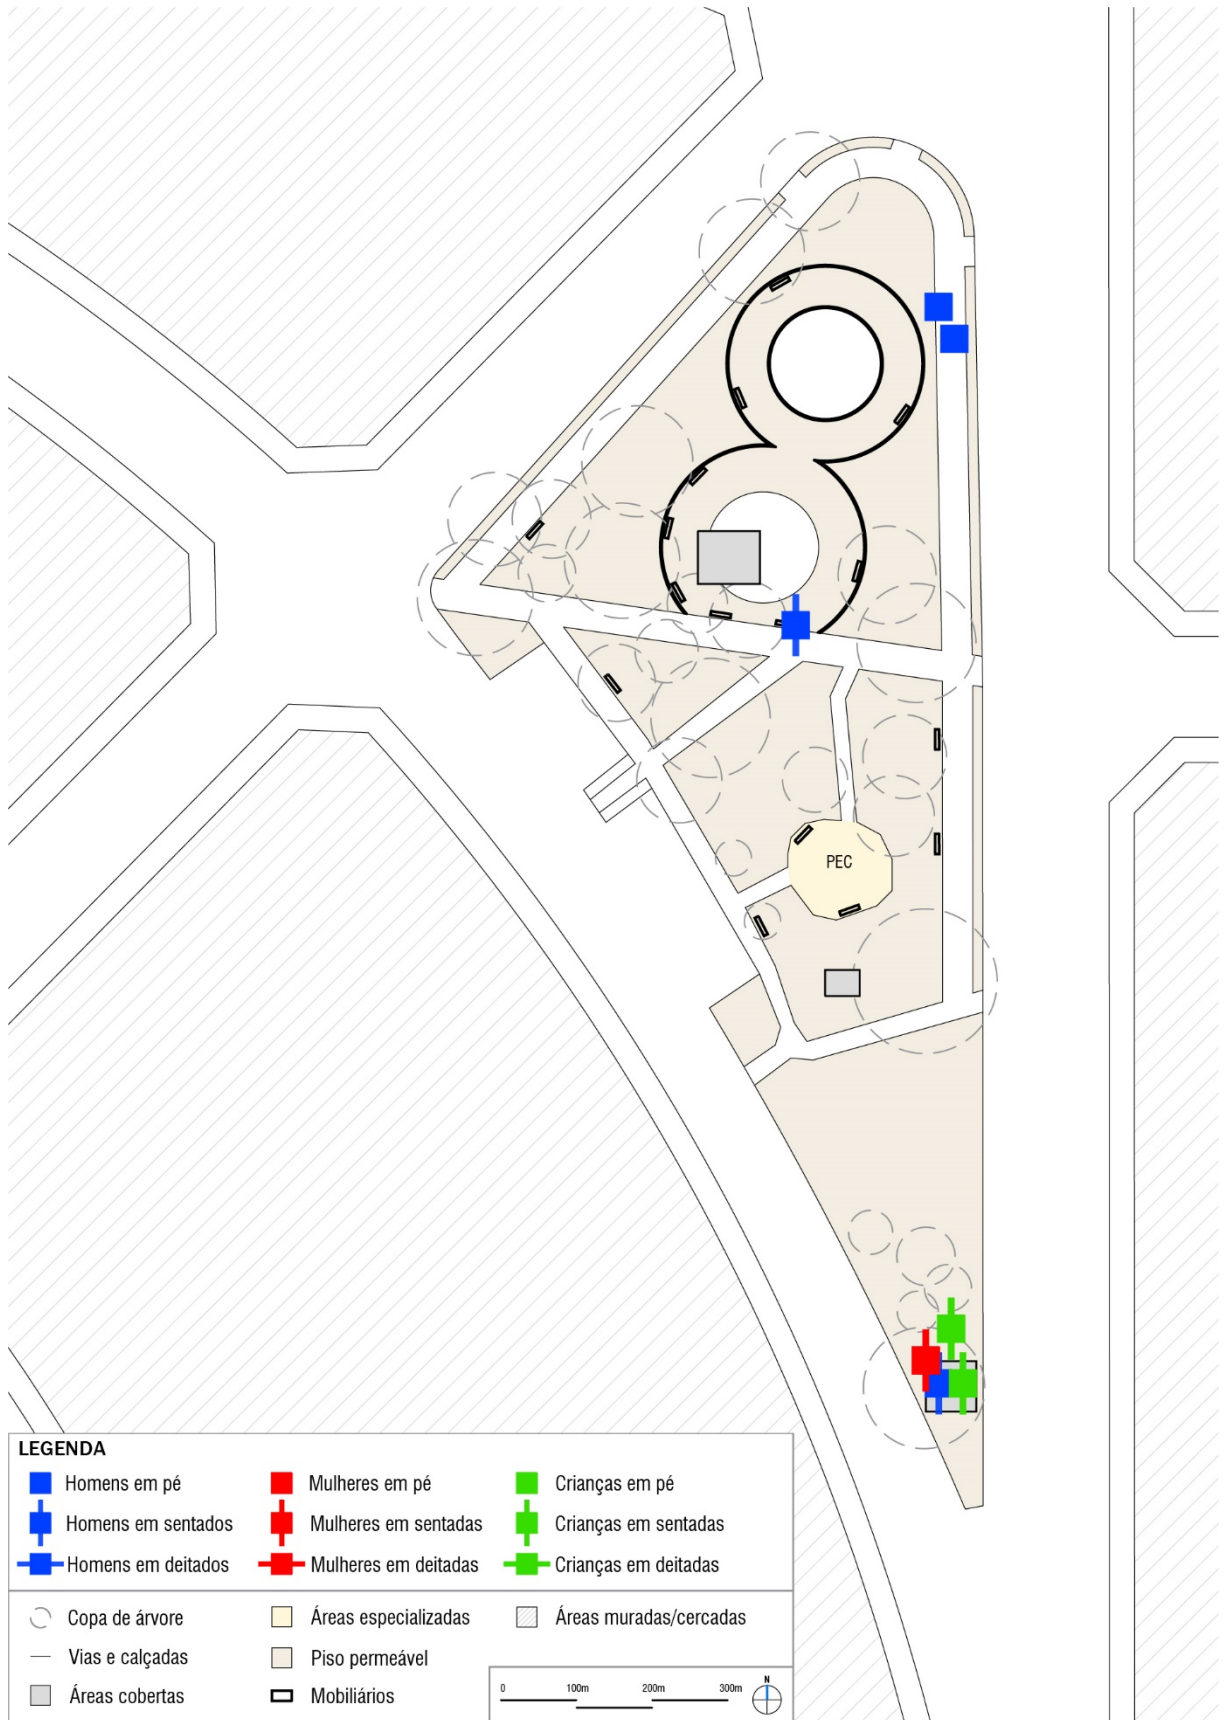 PEC
LEGENDA
Homens em pé
Mulheres em pé
Crianças em pé
Homens em sentados
Mulheres em sentadas
Crianças em sentadas
Homens em deitados
Mulheres em deitadas
Crianças em deitadas
Copa de árvore
Áreas especializadas
Áreas muradas/cercadas
Vias e calçadas
Piso permeável
Áreas cobertas
Mobiliários
0 100m 200m 300m
N